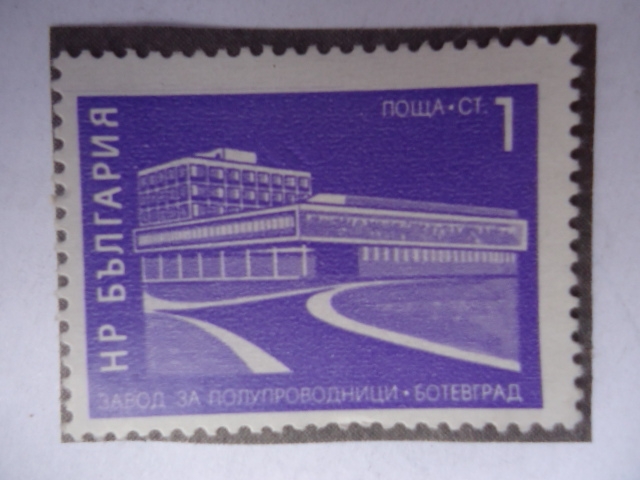 ПОЩА • СТ. 1
НР БЪЛГАРИЯ
ЗАВОД ЗА ПОЛУПРОВОДНИЦИ • БОТЕВГРАД